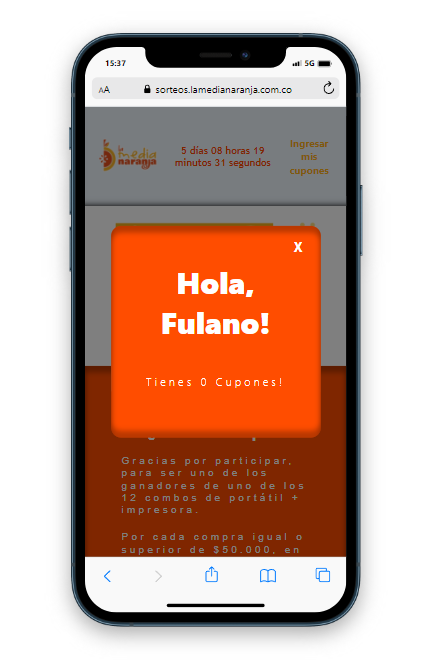 15:37
5G
AA
sorteos.lamedianaranja.com.co
media
naranja
5 días 08 horas 19
minutos 31 segundos
Ingresar
mis
cupones
X
Hola,
Fulano!
Tienes 0 Cupones!
Gracias por participar,
para ser uno de los
ganadores de uno de los
12 combos de portátil +
impresora.
Por cada compra igual o
superior de $50.000, en